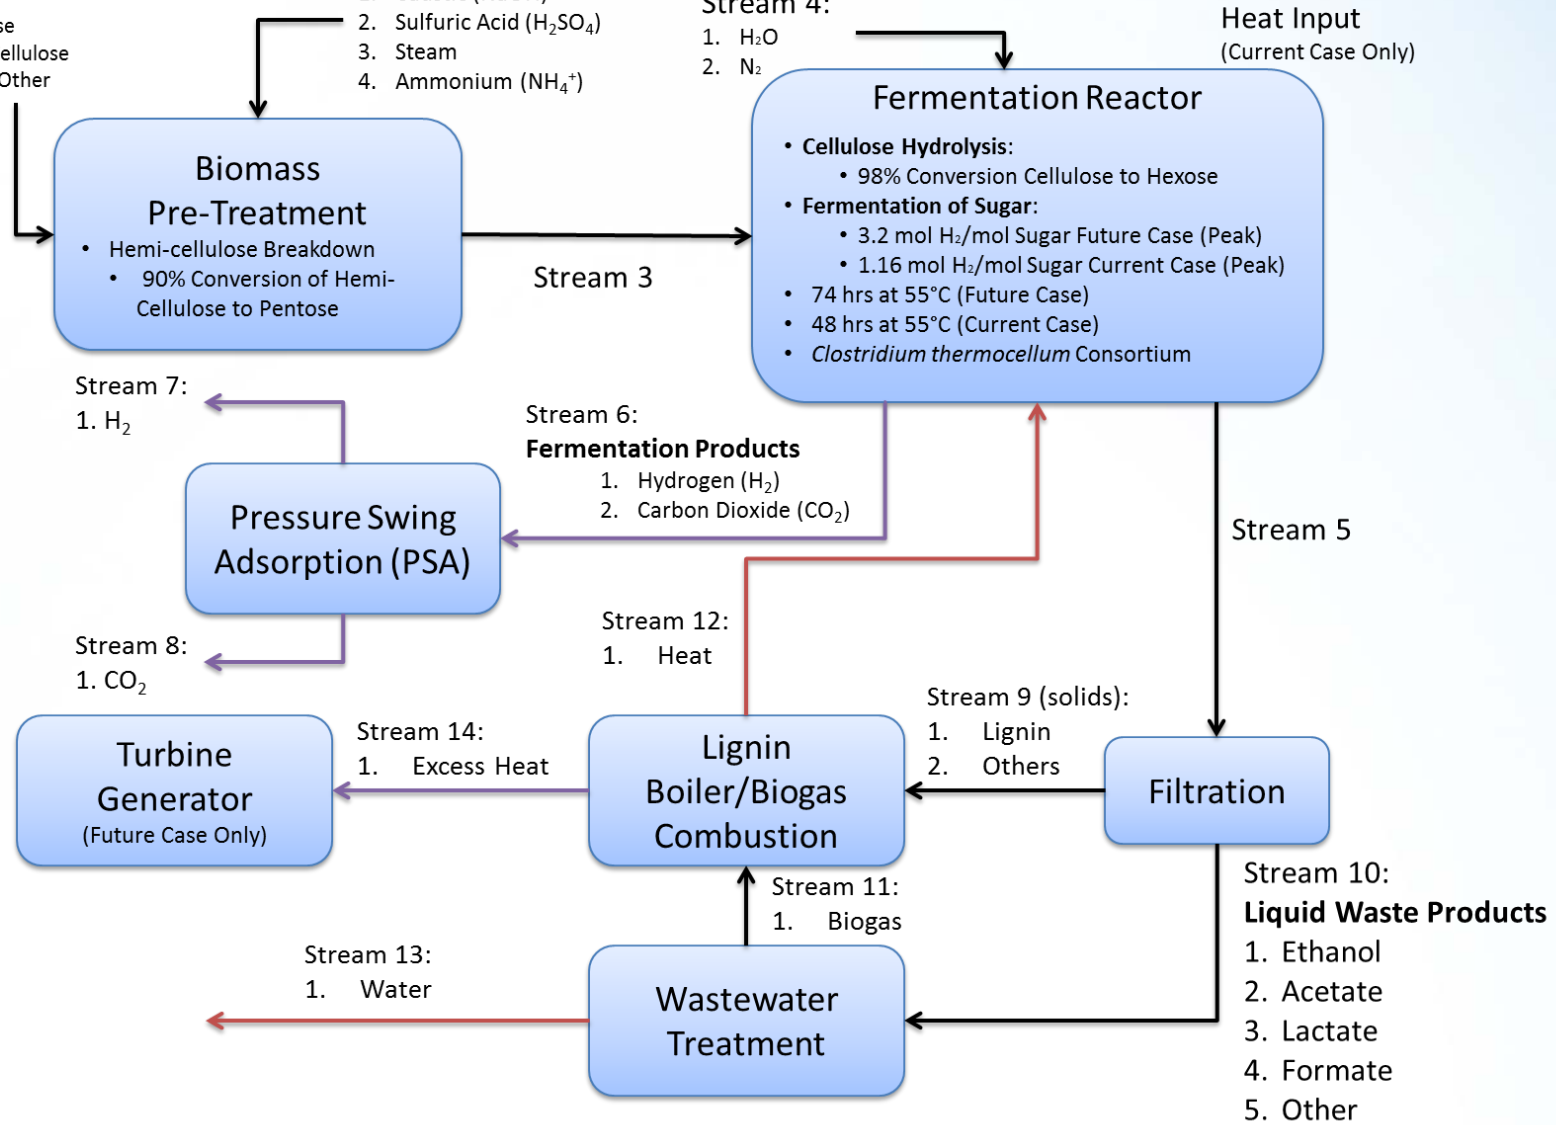 Cellulose
Other
2. Sulfuric Acid (H₂SO₄)
3. Steam
4. Ammonium (NH₄⁺)
Stream 4:
1. H₂O
2. N₂
Heat Input
(Current Case Only)
Biomass
Pre-Treatment
• Hemi-cellulose Breakdown
• 90% Conversion of Hemi-
Cellulose to Pentose
Stream 3
Fermentation Reactor
• Cellulose Hydrolysis:
• 98% Conversion Cellulose to Hexose
• Fermentation of Sugar:
• 3.2 mol H₂/mol Sugar Future Case (Peak)
• 1.16 mol H₂/mol Sugar Current Case (Peak)
• 74 hrs at 55°C (Future Case)
• 48 hrs at 55°C (Current Case)
• Clostridium thermocellum Consortium
Stream 7:
1. H₂
Stream 6:
Fermentation Products
1. Hydrogen (H₂)
2. Carbon Dioxide (CO₂)
Pressure Swing
Adsorption (PSA)
Stream 5
Stream 8:
1. CO₂
Stream 12:
1. Heat
Stream 9 (solids):
1. Lignin
2. Others
Turbine
Generator
(Future Case Only)
Stream 14:
1. Excess Heat
Lignin
Boiler/Biogas
Combustion
Filtration
Stream 11:
1. Biogas
Stream 10:
Liquid Waste Products
1. Ethanol
2. Acetate
3. Lactate
4. Formate
5. Other
Stream 13:
1. Water
Wastewater
Treatment